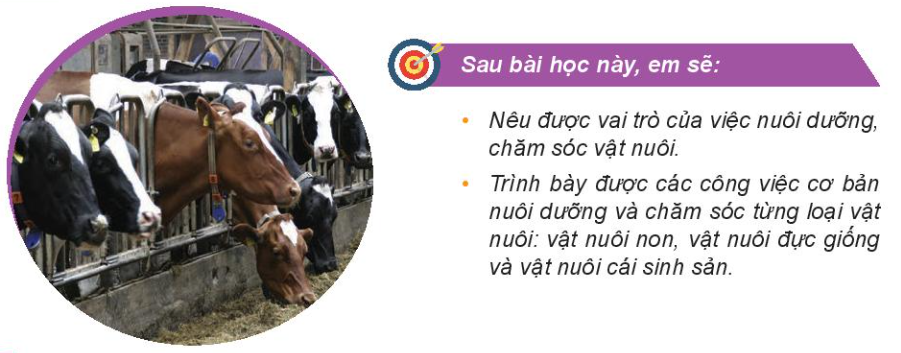 Sau bài học này, em sẽ:
• Nêu được vai trò của việc nuôi dưỡng,
chăm sóc vật nuôi.
• Trình bày được các công việc cơ bản
nuôi dưỡng và chăm sóc từng loại vật
nuôi: vật nuôi non, vật nuôi đực giống
và vật nuôi cái sinh sản.